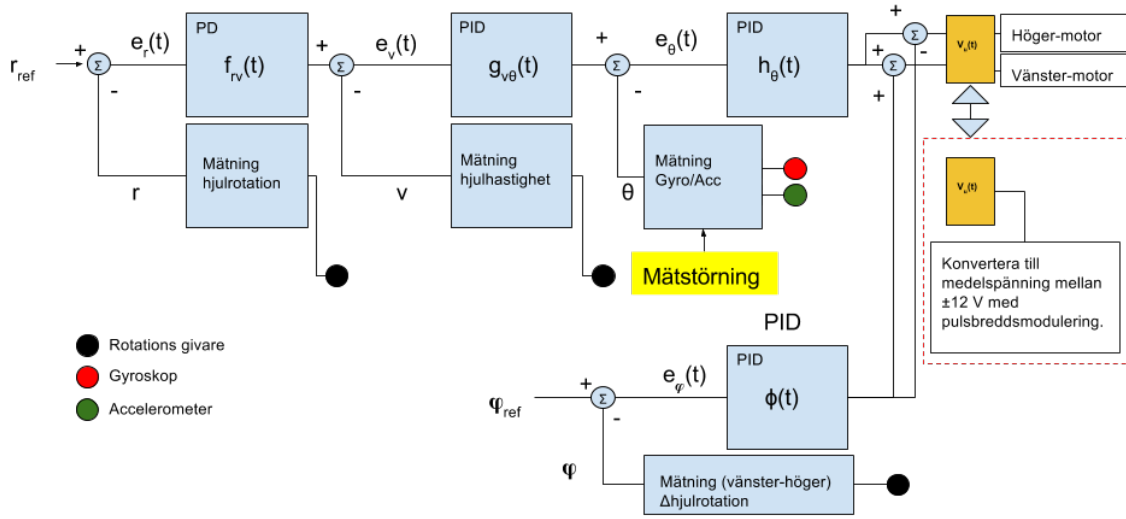 PD
PID
PID
+
e_r(t)
+
e_v(t)
+
e_θ(t)
+
+
-
+
r_ref
Σ
f_rv(t)
Σ
g_vθ(t)
Σ
h_θ(t)
Σ
Σ
V_u(t)
Höger-motor
Vänster-motor
-
-
-
r
Mätning
hjulrotation
v
Mätning
hjulhastighet
θ
Mätning
Gyro/Acc
Mätstörning
V_u(t)
Konvertera till
medelspänning mellan
±12 V med
pulsbreddsmodulering.
Rotations givare
Gyroskop
Accelerometer
PID
PID
φ_ref
+
Σ
-
e_φ(t)
ϕ(t)
φ
Mätning (vänster-höger)
Δhjulrotation